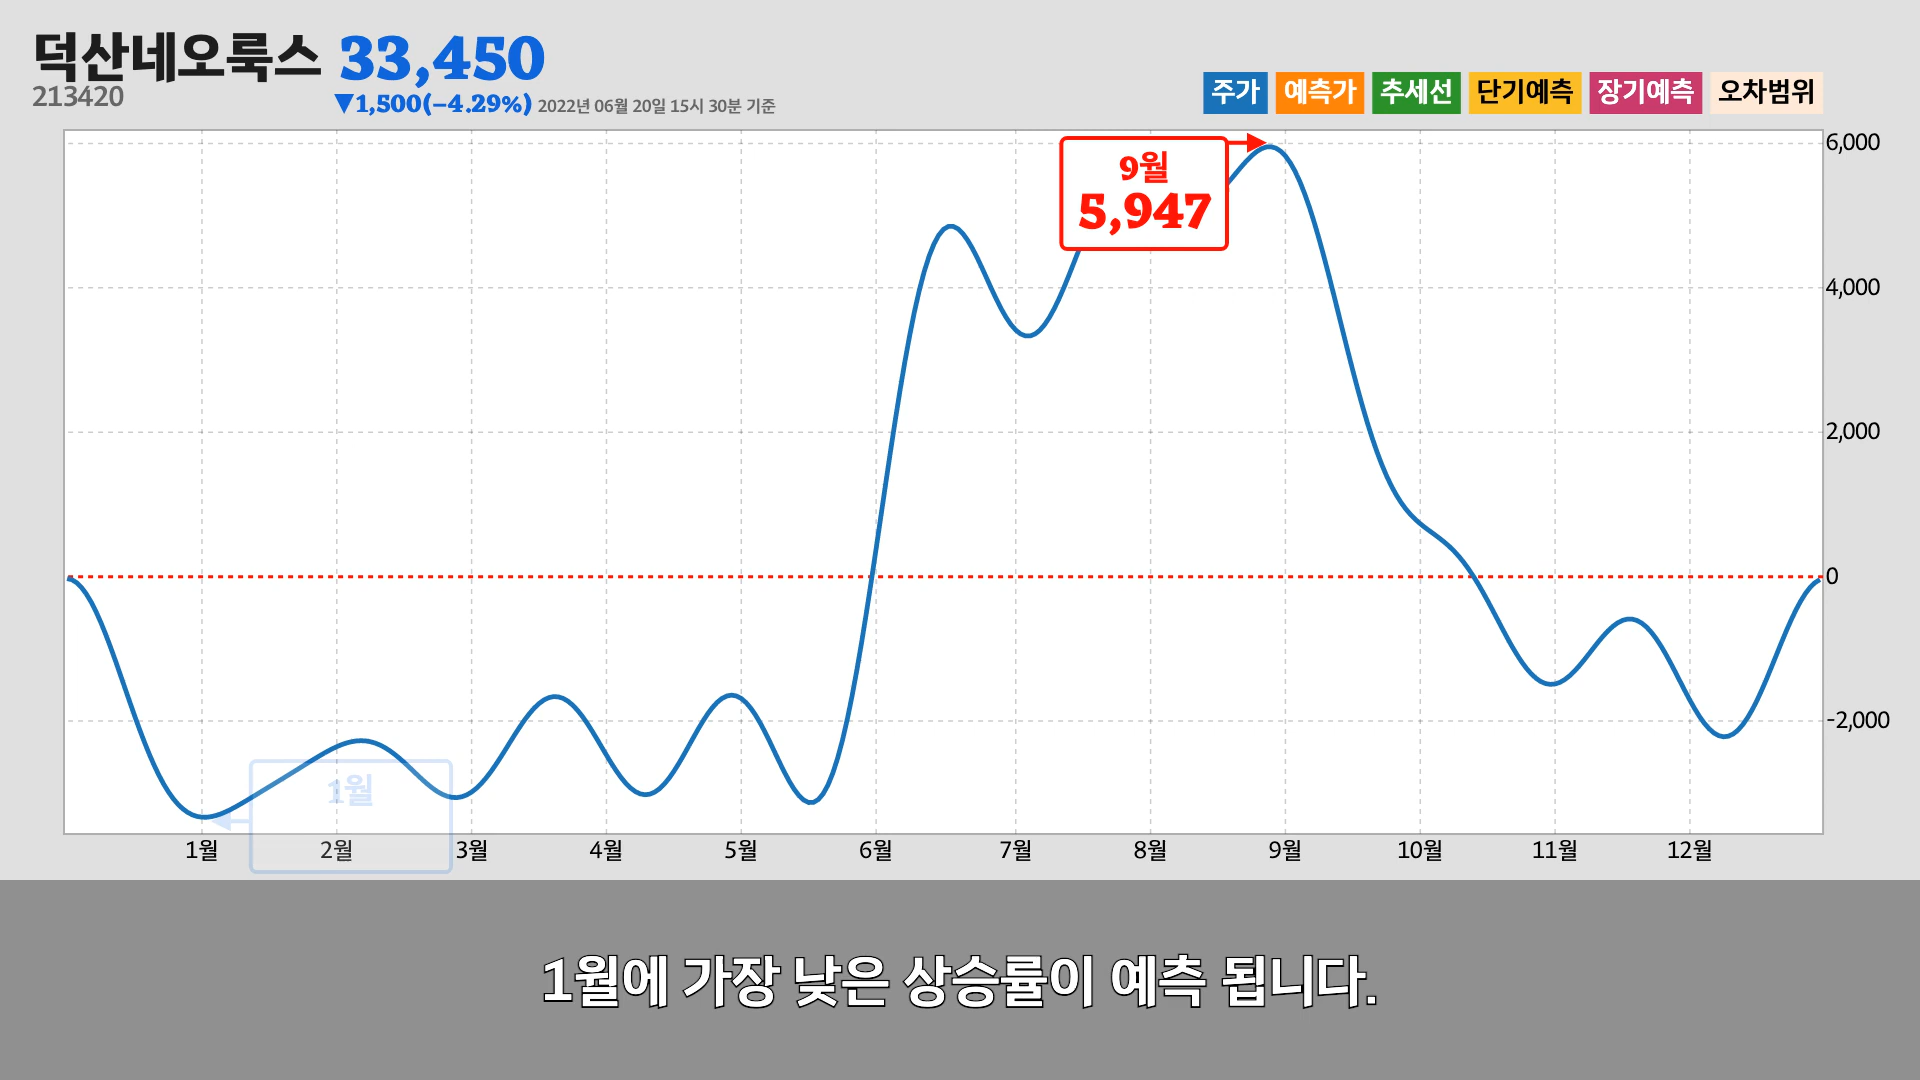 덕산네오룩스 33,450
213420
▼1,500(−4.29%) 2022년 06월 20일 15시 30분 기준
주가 예측가 추세선 단기예측 장기예측 오차범위
9월
5,947
6,000
4,000
2,000
0
-2,000
1월
1월 2월 3월 4월 5월 6월 7월 8월 9월 10월 11월 12월
1월에 가장 낮은 상승률이 예측 됩니다.